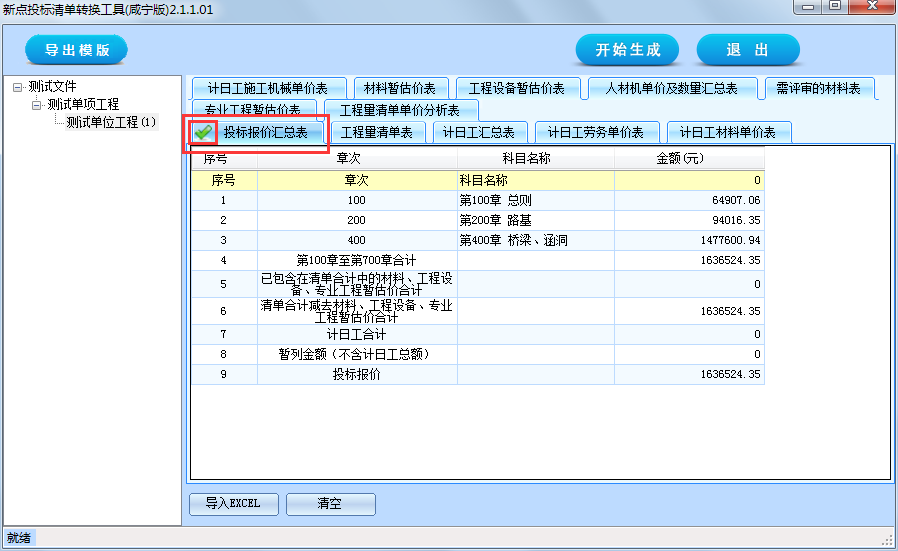 新点投标清单转换工具(咸宁版)2.1.1.01
导出模版
开始生成
退 出
测试文件
测试单项工程
测试单位工程(1)
计日工施工机械单价表 材料暂估价表 工程设备暂估价表 人材机单价及数量汇总表 需评审的材料表
专业工程暂估价表 工程量清单单价分析表
投标报价汇总表 工程量清单表 计日工汇总表 计日工劳务单价表 计日工材料单价表
序号 章次 科目名称 金额(元)
序号 章次 科目名称 0
1 100 第100章 总则 64907.06
2 200 第200章 路基 94016.35
3 400 第400章 桥梁、涵洞 1477600.94
4 第100章至第700章合计 1636524.35
5 已包含在清单合计中的材料、工程设
备、专业工程暂估价合计 0
6 清单合计减去材料、工程设备、专业
工程暂估价合计 1636524.35
7 计日工合计 0
8 暂列金额(不含计日工总额) 0
9 投标报价 1636524.35
导入EXCEL 清空
就绪